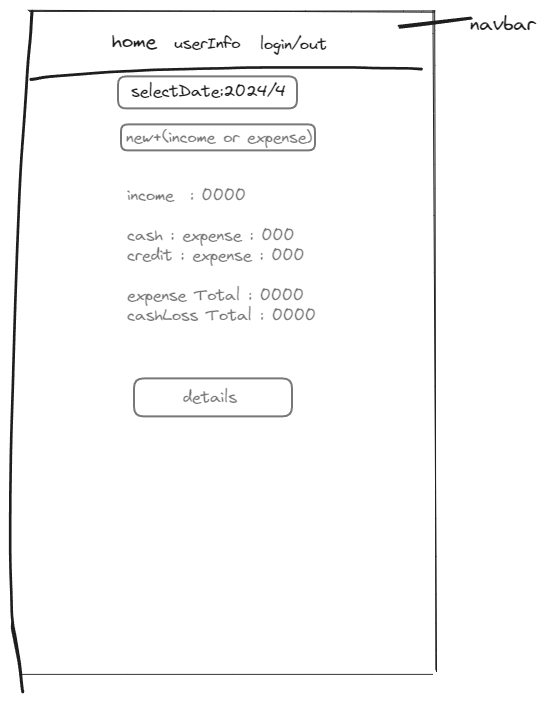 navbar
home userInfo login/out
selectDate:2024/4
new+(income or expense)
income : 0000
cash : expense : 000
credit : expense : 000
expense Total : 0000
cashLoss Total : 0000
details